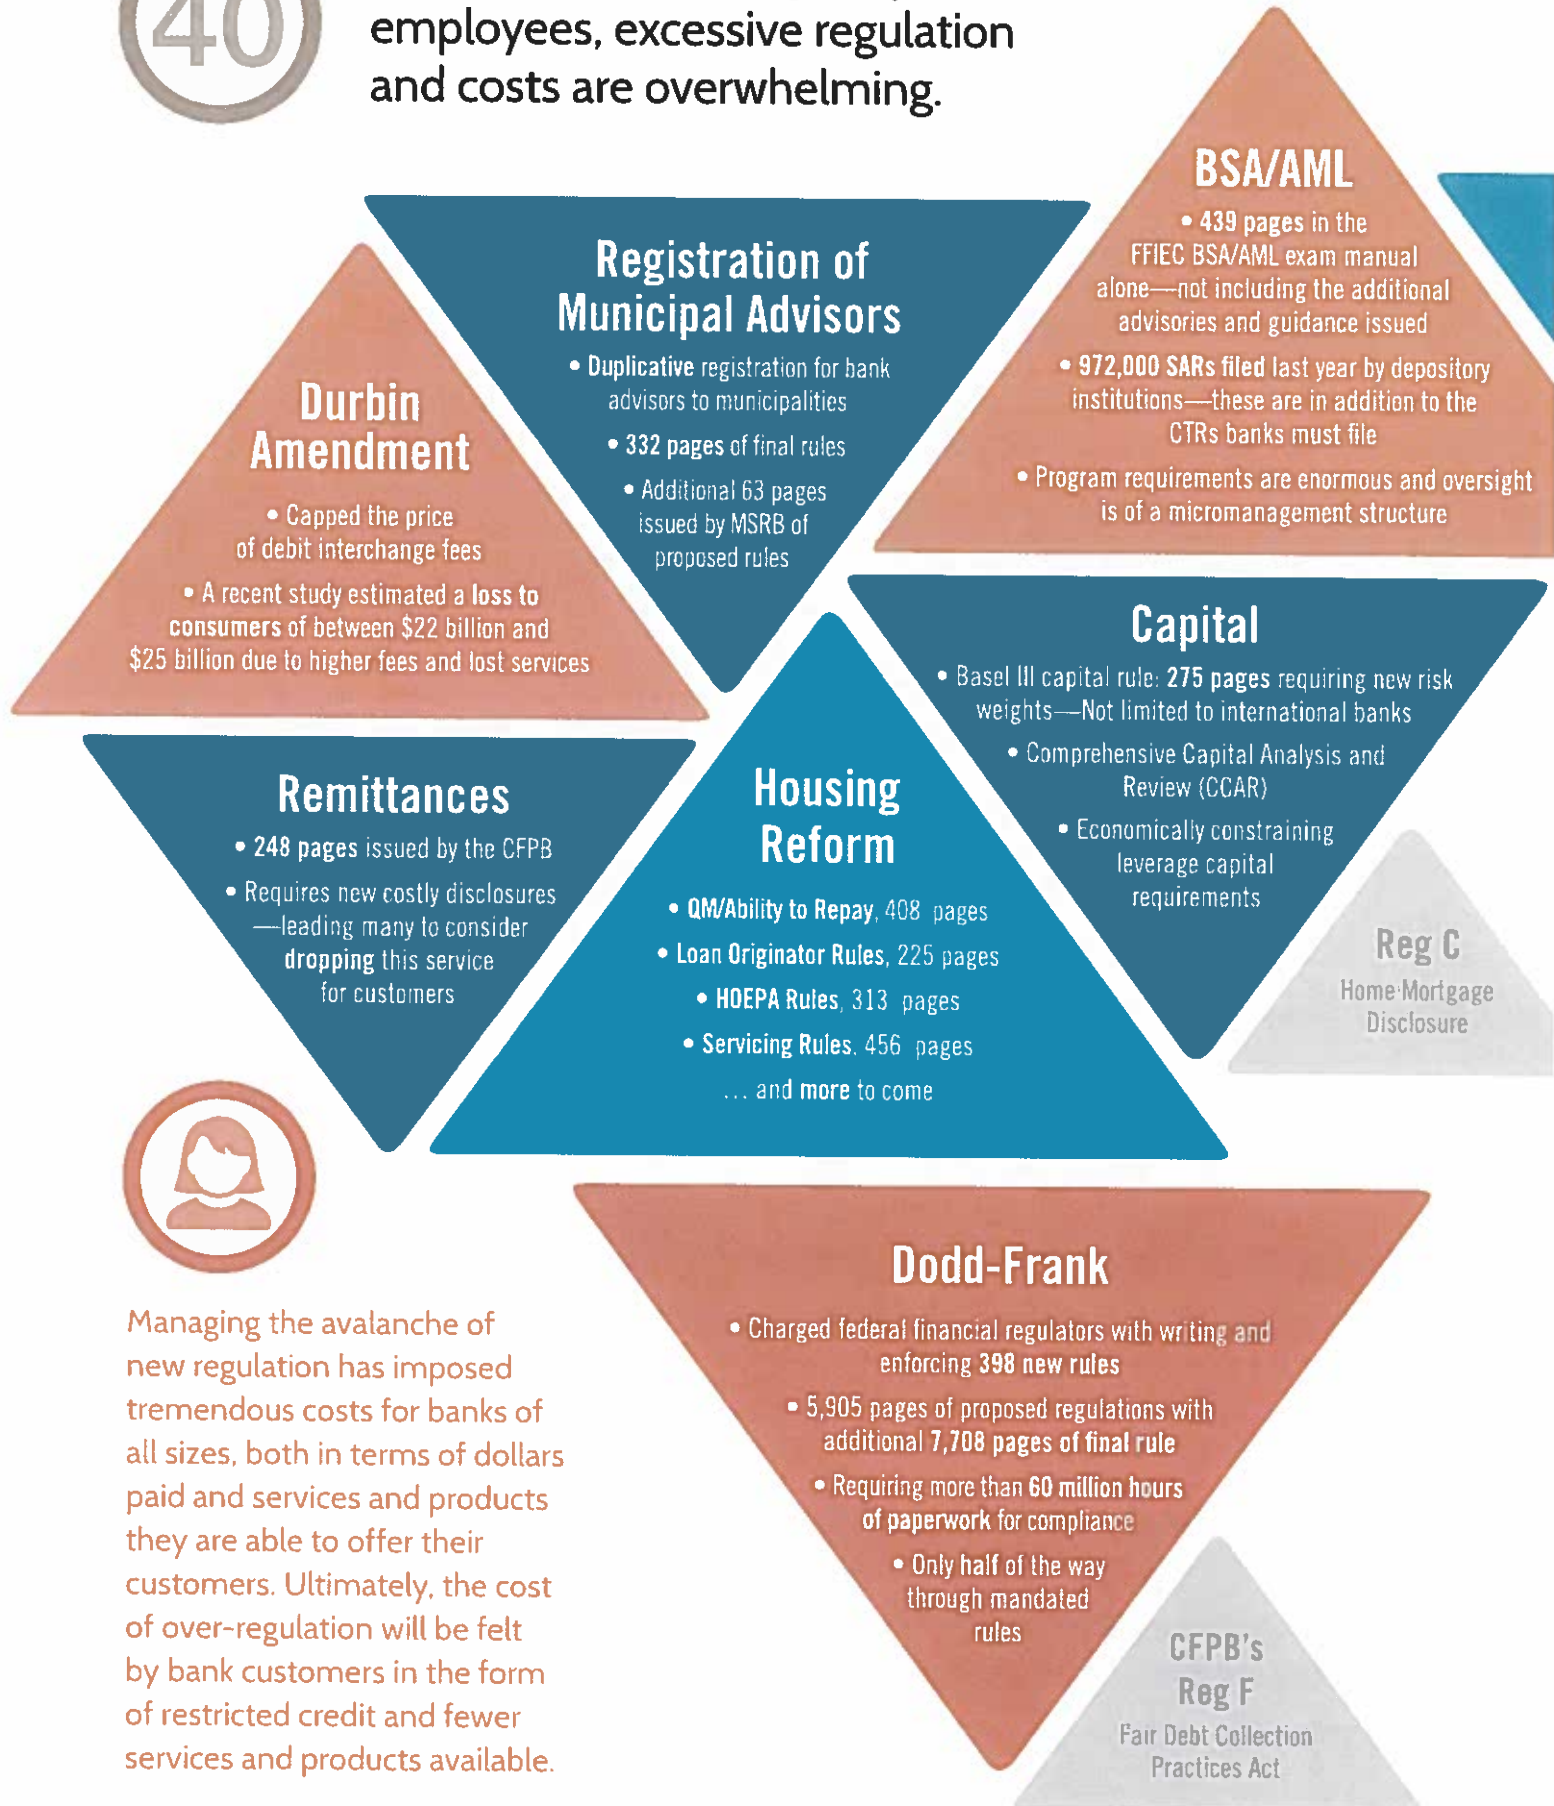 40
employees, excessive regulation
and costs are overwhelming.
BSA/AML
• 439 pages in the
FFIEC BSA/AML exam manual
alone—not including the additional
advisories and guidance issued
• 972,000 SARs filed last year by depository
institutions—these are in addition to the
CTRs banks must file
• Program requirements are enormous and oversight
is of a micromanagement structure
Registration of
Municipal Advisors
• Duplicative registration for bank
advisors to municipalities
• 332 pages of final rules
• Additional 63 pages
issued by MSRB of
proposed rules
Durbin
Amendment
• Capped the price
of debit interchange fees
• A recent study estimated a loss to
consumers of between $22 billion and
$25 billion due to higher fees and lost services
Capital
• Basel III capital rule: 275 pages requiring new risk
weights—Not limited to international banks
• Comprehensive Capital Analysis and
Review (CCAR)
• Economically constraining
leverage capital
requirements
Remittances
• 248 pages issued by the CFPB
• Requires new costly disclosures
—leading many to consider
dropping this service
for customers
Housing
Reform
• QM/Ability to Repay, 408 pages
• Loan Originator Rules, 225 pages
• HOEPA Rules, 313 pages
• Servicing Rules, 456 pages
... and more to come
Reg C
Home Mortgage
Disclosure
Dodd-Frank
• Charged federal financial regulators with writing and
enforcing 398 new rules
• 5,905 pages of proposed regulations with
additional 7,708 pages of final rule
• Requiring more than 60 million hours
of paperwork for compliance
• Only half of the way
through mandated
rules
Managing the avalanche of
new regulation has imposed
tremendous costs for banks of
all sizes, both in terms of dollars
paid and services and products
they are able to offer their
customers. Ultimately, the cost
of over-regulation will be felt
by bank customers in the form
of restricted credit and fewer
services and products available.
CFPB's
Reg F
Fair Debt Collection
Practices Act